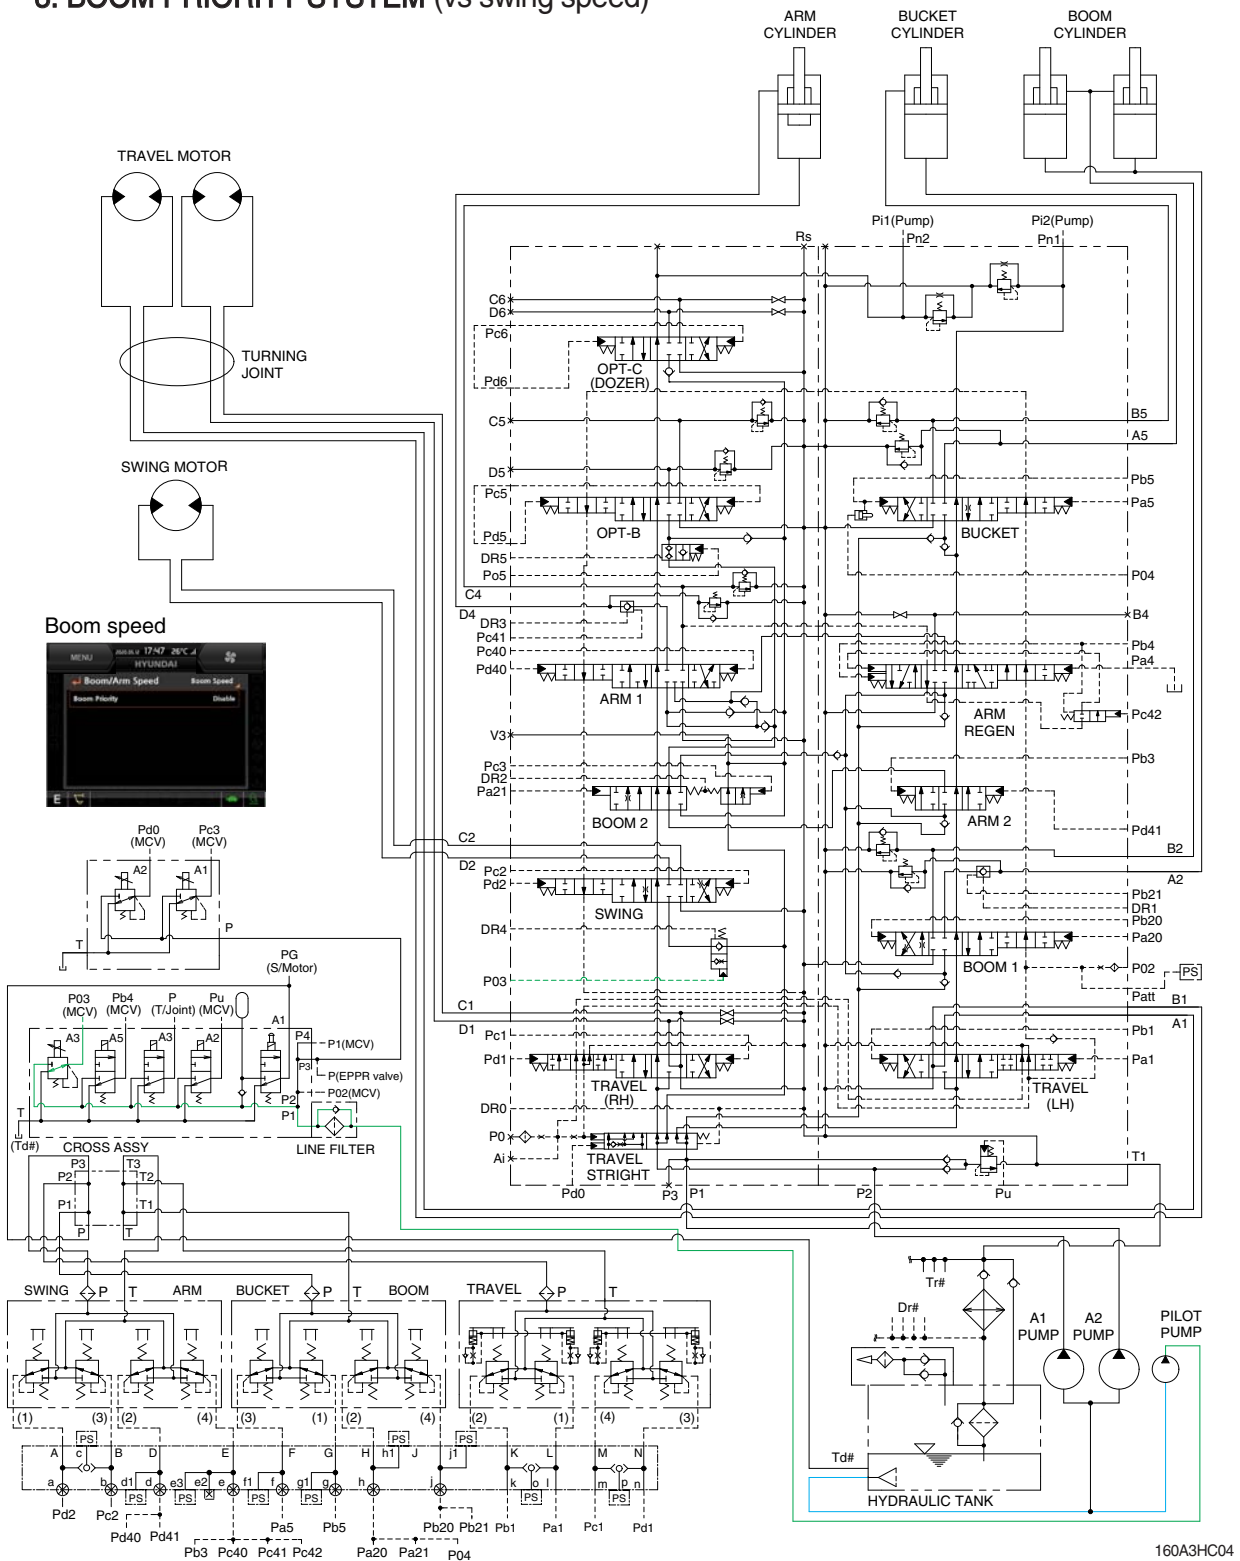 8. BOOM PRIORITY SYSTEM (vs swing speed)
ARM
CYLINDER
BUCKET
CYLINDER
BOOM
CYLINDER
TRAVEL MOTOR
TURNING
JOINT
SWING MOTOR
Pi1(Pump)
Pn2
Pi2(Pump)
Pn1
Rs
C6
D6
Pc6
Pd6
OPT-C
(DOZER)
C5
B5
A5
D5
Pc5
Pb5
Pa5
OPT-B
BUCKET
Pd5
DR5
Po5
P04
C4
D4
B4
DR3
Pc41
Pc40
Pd40
Pb4
Pa4
ARM 1
ARM
REGEN
Pc42
V3
Pc3
DR2
Pa21
Pb3
BOOM 2
ARM 2
Pd41
C2
B2
D2
A2
Pc2
Pd2
Pb21
DR1
Pb20
SWING
DR4
Pa20
BOOM 1
P03
P02
PS
Patt
C1
B1
D1
A1
Pc1
Pb1
Pd1
Pa1
TRAVEL
(RH)
TRAVEL
(LH)
DR0
P0
Ai
TRAVEL
STRIGHT
T1
Pd0
P3
P1
P2
Pu
Boom speed
MENU
17:47 26°C
HYUNDAI
Boom/Arm Speed
Boom Speed
Boom Priority
Disable
E
Pd0
(MCV)
Pc3
(MCV)
A2
A1
T
P
PG
(S/Motor)
P03
(MCV)
Pb4
(MCV)
P
(T/Joint)
Pu
(MCV)
A1
A3
A5
A3
A2
P4
P1(MCV)
P3
P(EPPR valve)
P02(MCV)
P2
P1
T
(Td#)
LINE FILTER
CROSS ASSY
P3
T3
P2
T2
P1
T1
P
T
SWING
P
T
ARM
BUCKET
P
T
BOOM
TRAVEL
P
T
(1)
(3)
(2)
(4)
(3)
(1)
(2)
(4)
(2)
(1)
(4)
(3)
A
c
PS
B
D
E
F
G
H
h1
PS
J
j1
PS
K
L
M
N
a
b
d1
d
e3
e2
e
f1
f
g1
g
h
j
k
o
l
m
p
n
PS
PS
PS
PS
PS
PS
Pd2
Pc2
Pd40
Pd41
Pb3
Pc40
Pc41
Pc42
Pa5
Pb5
Pa20
Pa21
P04
Pb20
Pb21
Pb1
Pa1
Pc1
Pd1
Tr#
Dr#
A1
PUMP
A2
PUMP
PILOT
PUMP
Td#
HYDRAULIC TANK
160A3HC04